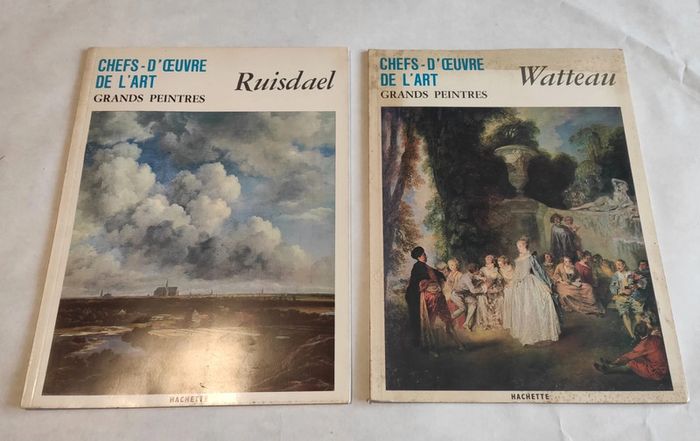 CHEFS-D'ŒUVRE
DE L'ART
GRANDS PEINTRES
Ruisdael
HACHETTE
CHEFS-D'ŒUVRE
DE L'ART
GRANDS PEINTRES
Watteau
HACHETTE